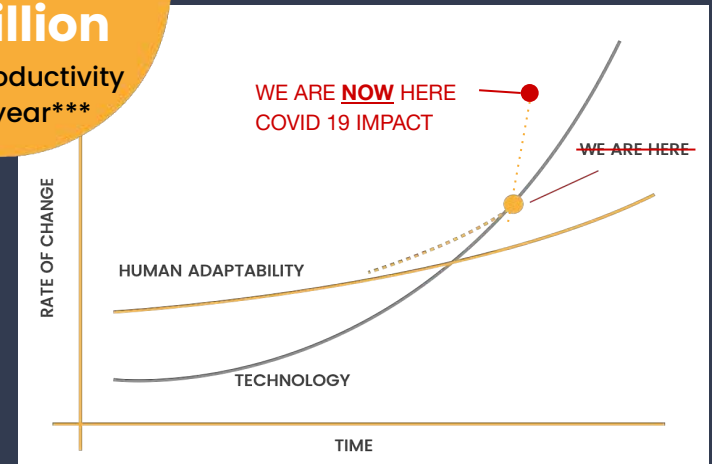 illion
oductivity
year***
WE ARE NOW HERE
COVID 19 IMPACT
WE ARE HERE
RATE OF CHANGE
HUMAN ADAPTABILITY
TECHNOLOGY
TIME